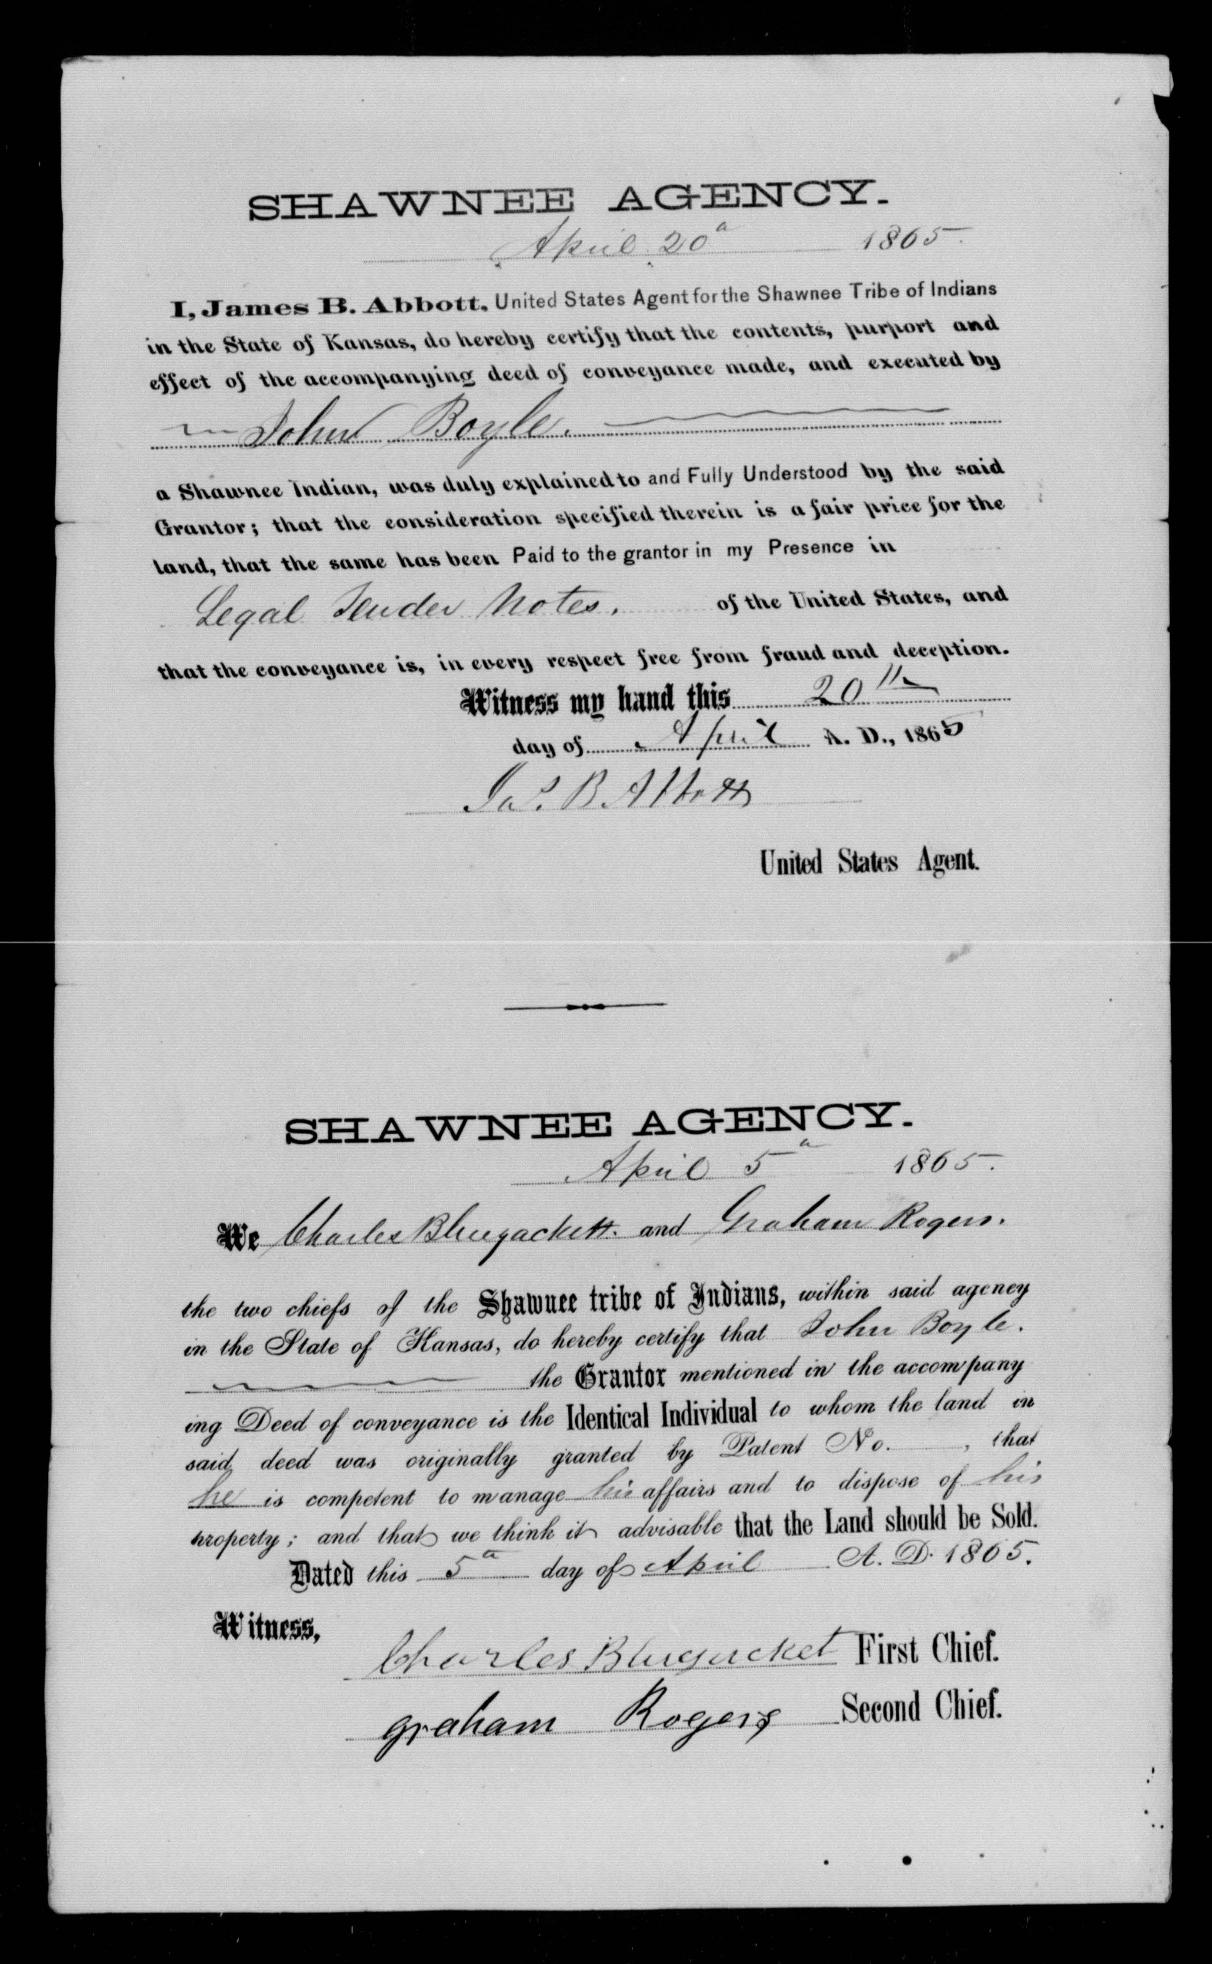 SHAWNEE AGENCY.
April 20th 1865.
I, James B. Abbott, United States Agent for the Shawnee Tribe of Indians
in the State of Kansas, do hereby certify that the contents, purport and
effect of the accompanying deed of conveyance made, and executed by
John Boyle.
a Shawnee Indian, was duly explained to and Fully Understood by the said
Grantor; that the consideration specified therein is a fair price for the
land, that the same has been Paid to the grantor in my Presence in
Legal Tender Notes. of the United States, and
that the conveyance is, in every respect free from fraud and deception.
Witness my hand this 20th
day of April A. D., 1865
Jas. B. Abbott
United States Agent.
SHAWNEE AGENCY.
April 5th 1865.
We Charles Bluejackett. and Graham Rogers.
the two chiefs of the Shawnee tribe of Indians, within said agency
in the State of Kansas, do hereby certify that John Boyle.
the Grantor mentioned in the accompany
ing Deed of conveyance is the Identical Individual to whom the land in
said deed was originally granted by Patent No. , that
he is competent to manage his affairs and to dispose of his
property; and that we think it advisable that the Land should be Sold.
Dated this 5th day of April A. D. 1865.
Witness,
Charles Bluejacket First Chief.
graham Rogers Second Chief.